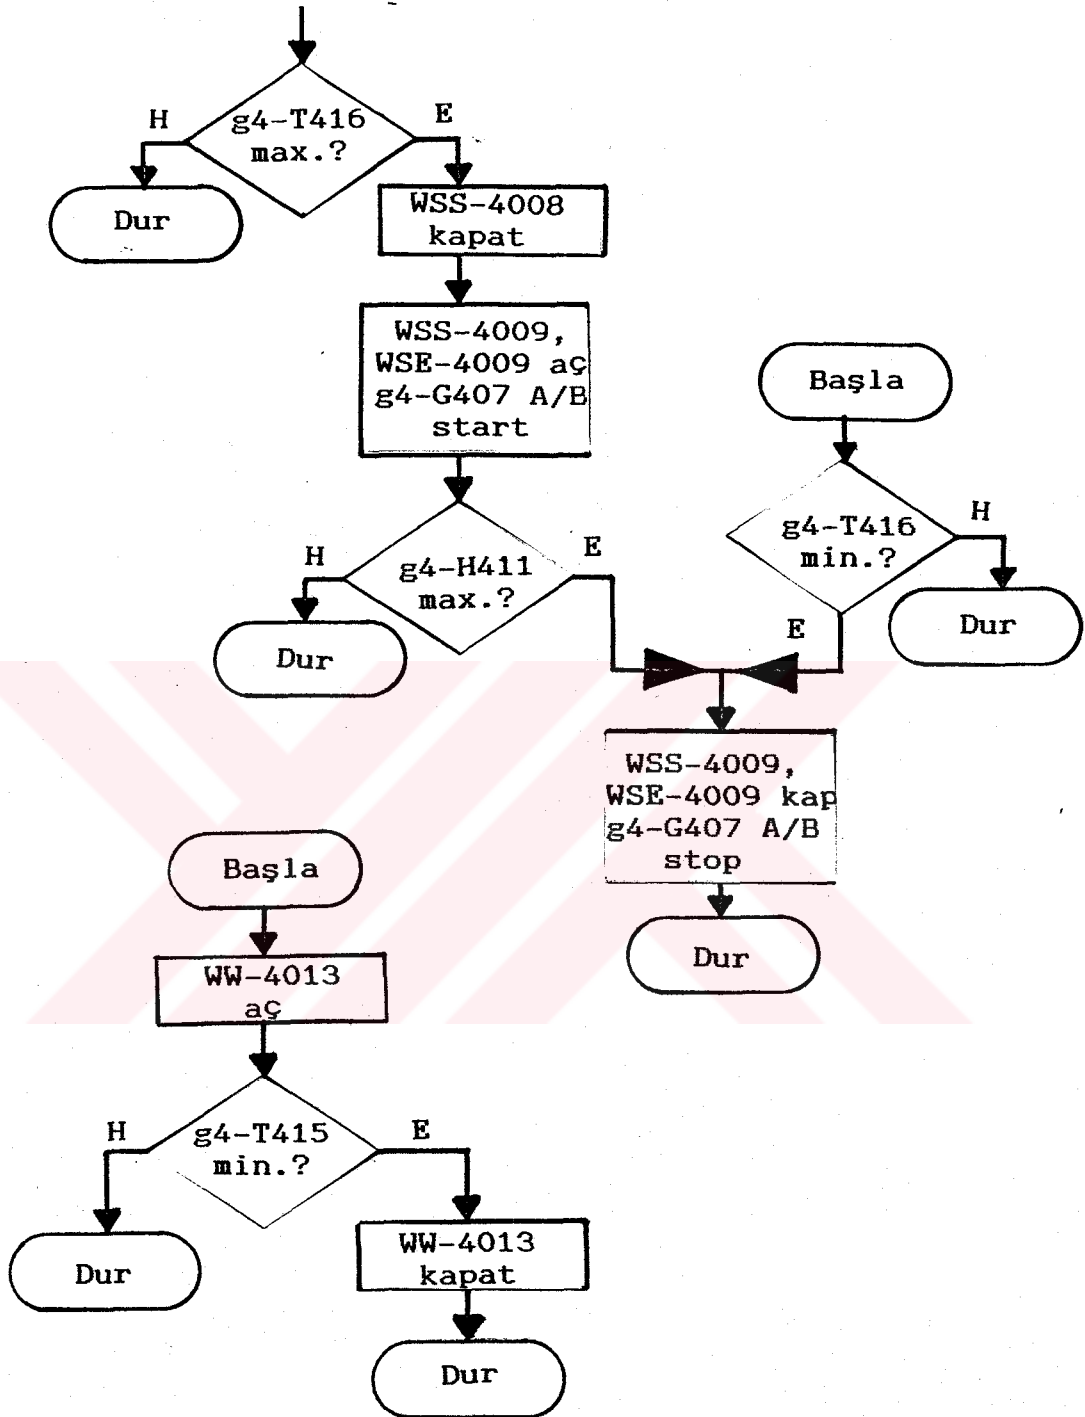 H
E
g4-T416
max.?
Dur
WSS-4008
kapat
WSS-4009,
WSE-4009 aç
g4-G407 A/B
start
Başla
H
E
g4-H411
max.?
g4-T416
min.?
H
Dur
E
Dur
WSS-4009,
WSE-4009 kap
g4-G407 A/B
stop
Dur
Başla
WW-4013
aç
H
E
g4-T415
min.?
Dur
WW-4013
kapat
Dur